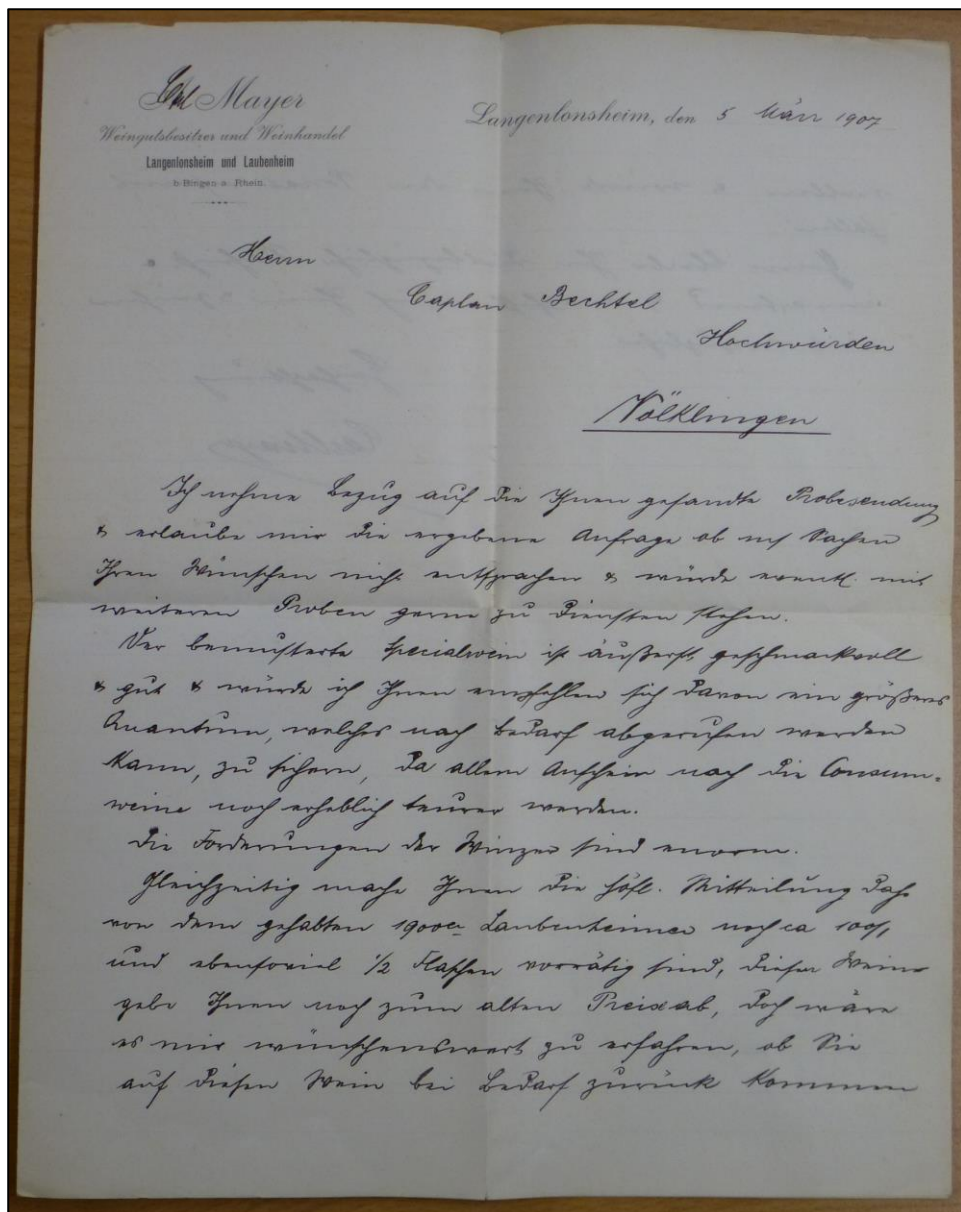 Mayer
Weingutsbesitzer und Weinhandel
Langenlonsheim und Laubenheim
b. Bingen a. Rhein.
Langenlonsheim, den 5 März 1907
Herrn
Caplan Bechtel
Hochwürden
Völklingen
Ich nehme Bezug auf die Ihnen gesandte Probesendung
& erlaube mir die ergebene Anfrage ob Sachen
Ihren Wünschen nicht entsprachen & würde eventl. mit
weiteren Proben gerne zu Diensten stehen.
Der bemusterte Specialwein ist äußerst geschmackvoll
& gut & würde ich Ihnen empfehlen sich davon ein größeres
Quantum, welches nach Bedarf abgerufen werden
kann, zu sichern, da allem Anschein nach die Consum-
weine noch erheblich teurer werden.
Die Forderungen der Winzer sind enorm.
Gleichzeitig mache Ihnen die höfl. Mitteilung daß
von dem gehabten 1900er Laubenheimer noch ca 100/1
und ebensoviel 1/2 Flaschen vorrätig sind, diesen Wein
gebe Ihnen noch zum alten Preise ab, doch wäre
es mir wünschenswert zu erfahren, ob Sie
auf diesen Wein bei Bedarf zurück kommen